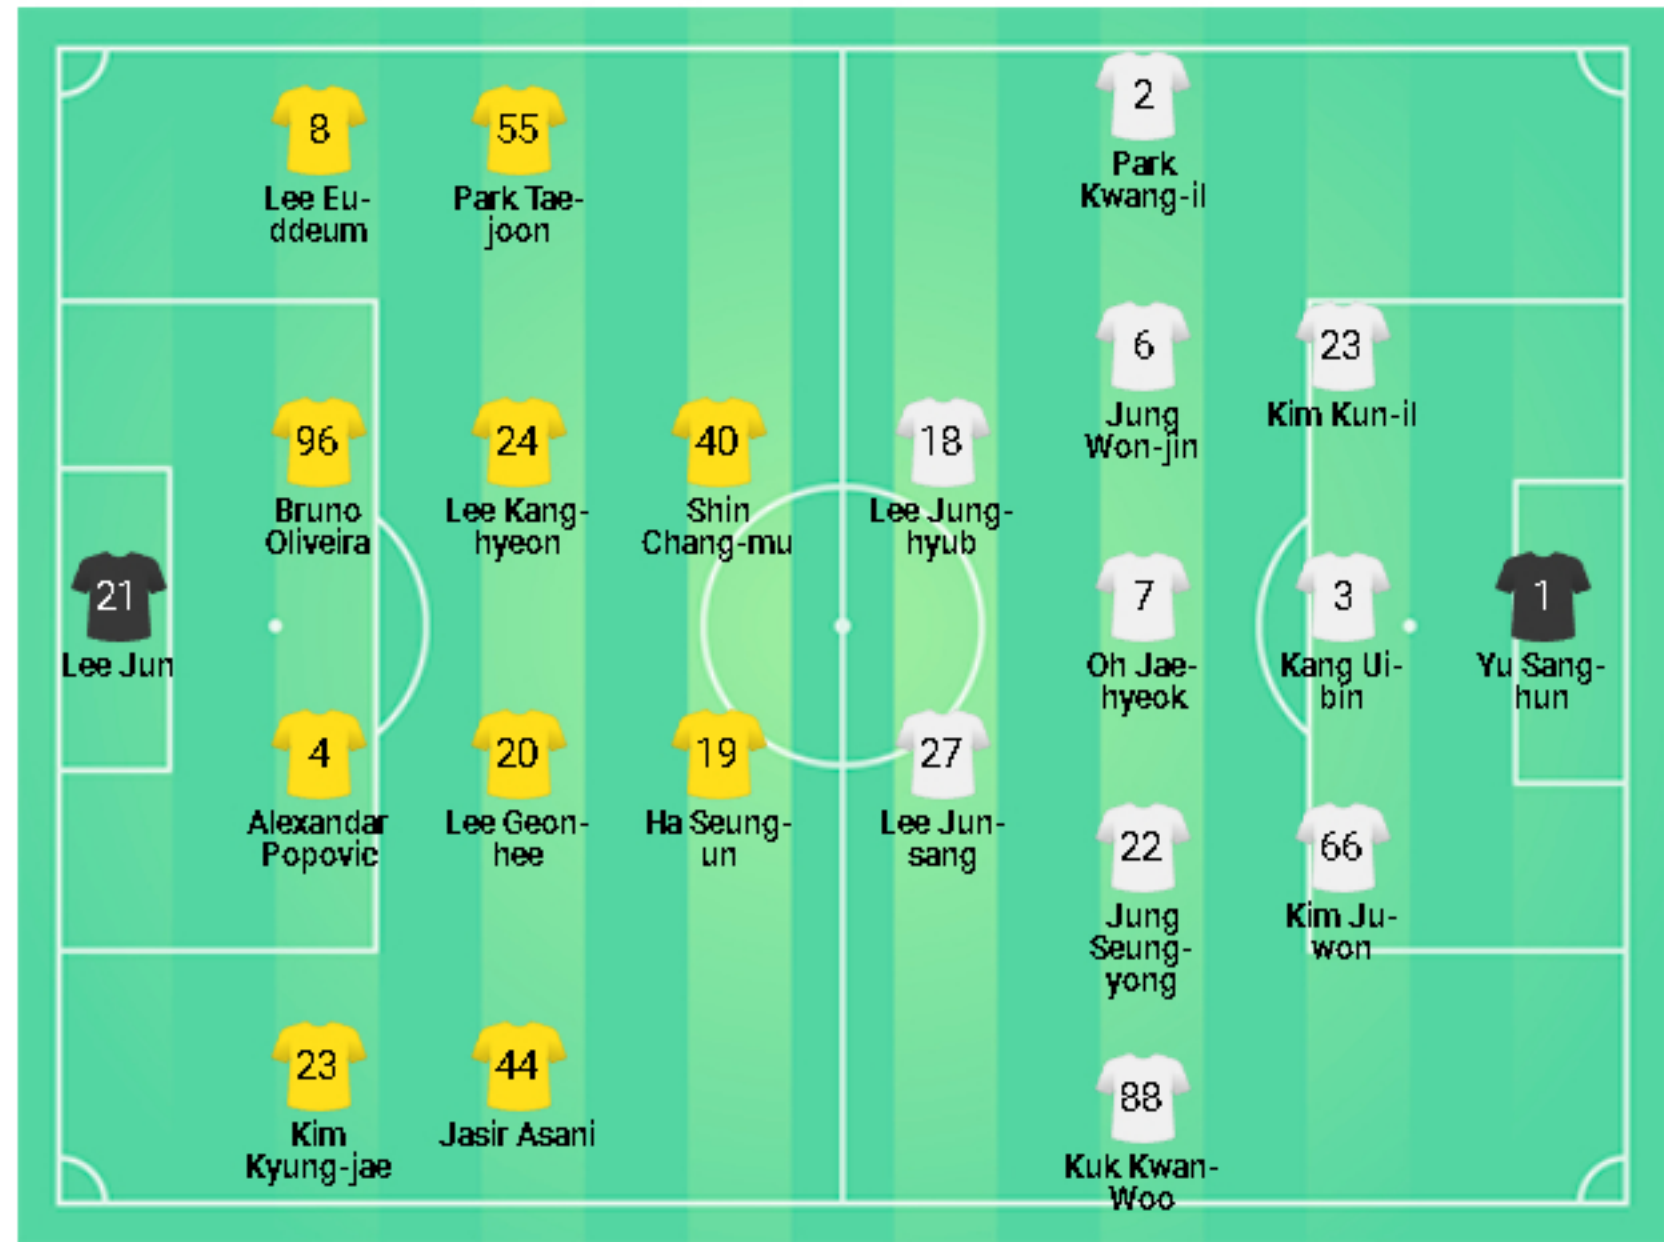 21
Lee Jun
8
Lee Eu-
ddeum
96
Bruno
Oliveira
4
Alexandar
Popovic
23
Kim
Kyung-jae
55
Park Tae-
joon
24
Lee Kang-
hyeon
20
Lee Geon-
hee
44
Jasir Asani
40
Shin
Chang-mu
19
Ha Seung-
un
18
Lee Jung-
hyub
27
Lee Jun-
sang
2
Park
Kwang-il
6
Jung
Won-jin
7
Oh Jae-
hyeok
22
Jung
Seung-
yong
88
Kuk Kwan-
Woo
23
Kim Kun-il
3
Kang Ui-
bin
66
Kim Ju-
won
1
Yu Sang-
hun